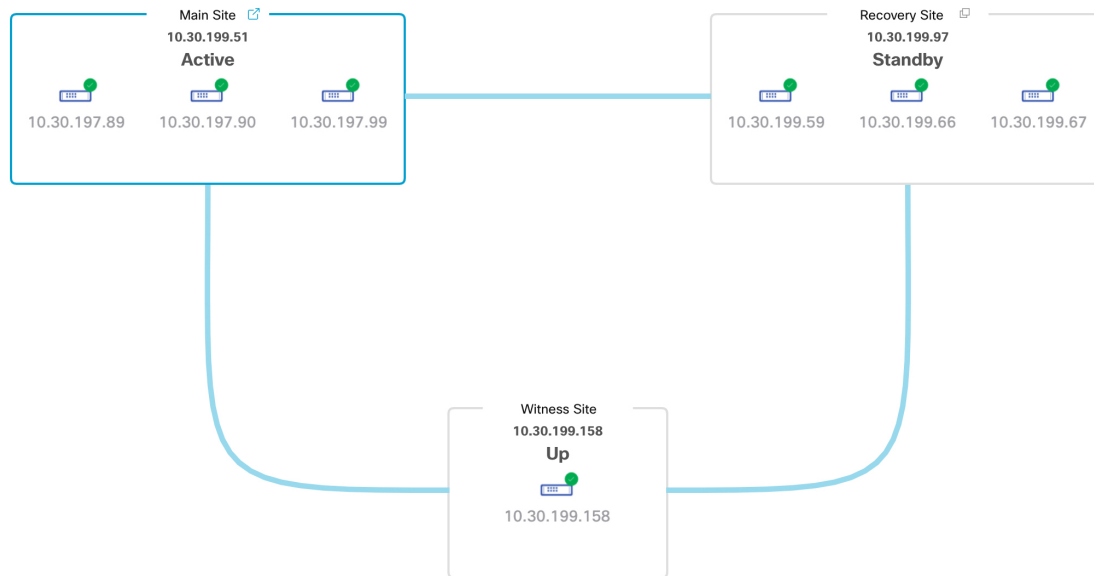 Main Site
10.30.199.51
Active
10.30.197.89 10.30.197.90 10.30.197.99
Recovery Site
10.30.199.97
Standby
10.30.199.59 10.30.199.66 10.30.199.67
Witness Site
10.30.199.158
Up
10.30.199.158